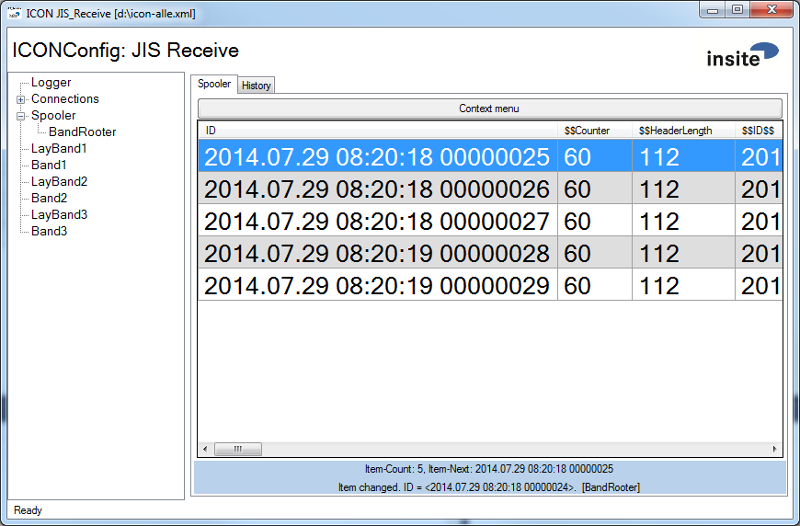 ICON JIS_Receive [d:\icon-alle.xml]
ICONConfig: JIS Receive
insite
Logger
Connections
Spooler
BandRooter
LayBand1
Band1
LayBand2
Band2
LayBand3
Band3
Spooler History
Context menu
ID $$Counter $$HeaderLength $$ID$$
2014.07.29 08:20:18 00000025 60 112 201
2014.07.29 08:20:18 00000026 60 112 201
2014.07.29 08:20:18 00000027 60 112 201
2014.07.29 08:20:19 00000028 60 112 201
2014.07.29 08:20:19 00000029 60 112 201
Item-Count: 5, Item-Next: 2014.07.29 08:20:18 00000025
Item changed. ID = <2014.07.29 08:20:18 00000024>. [BandRooter]
Ready